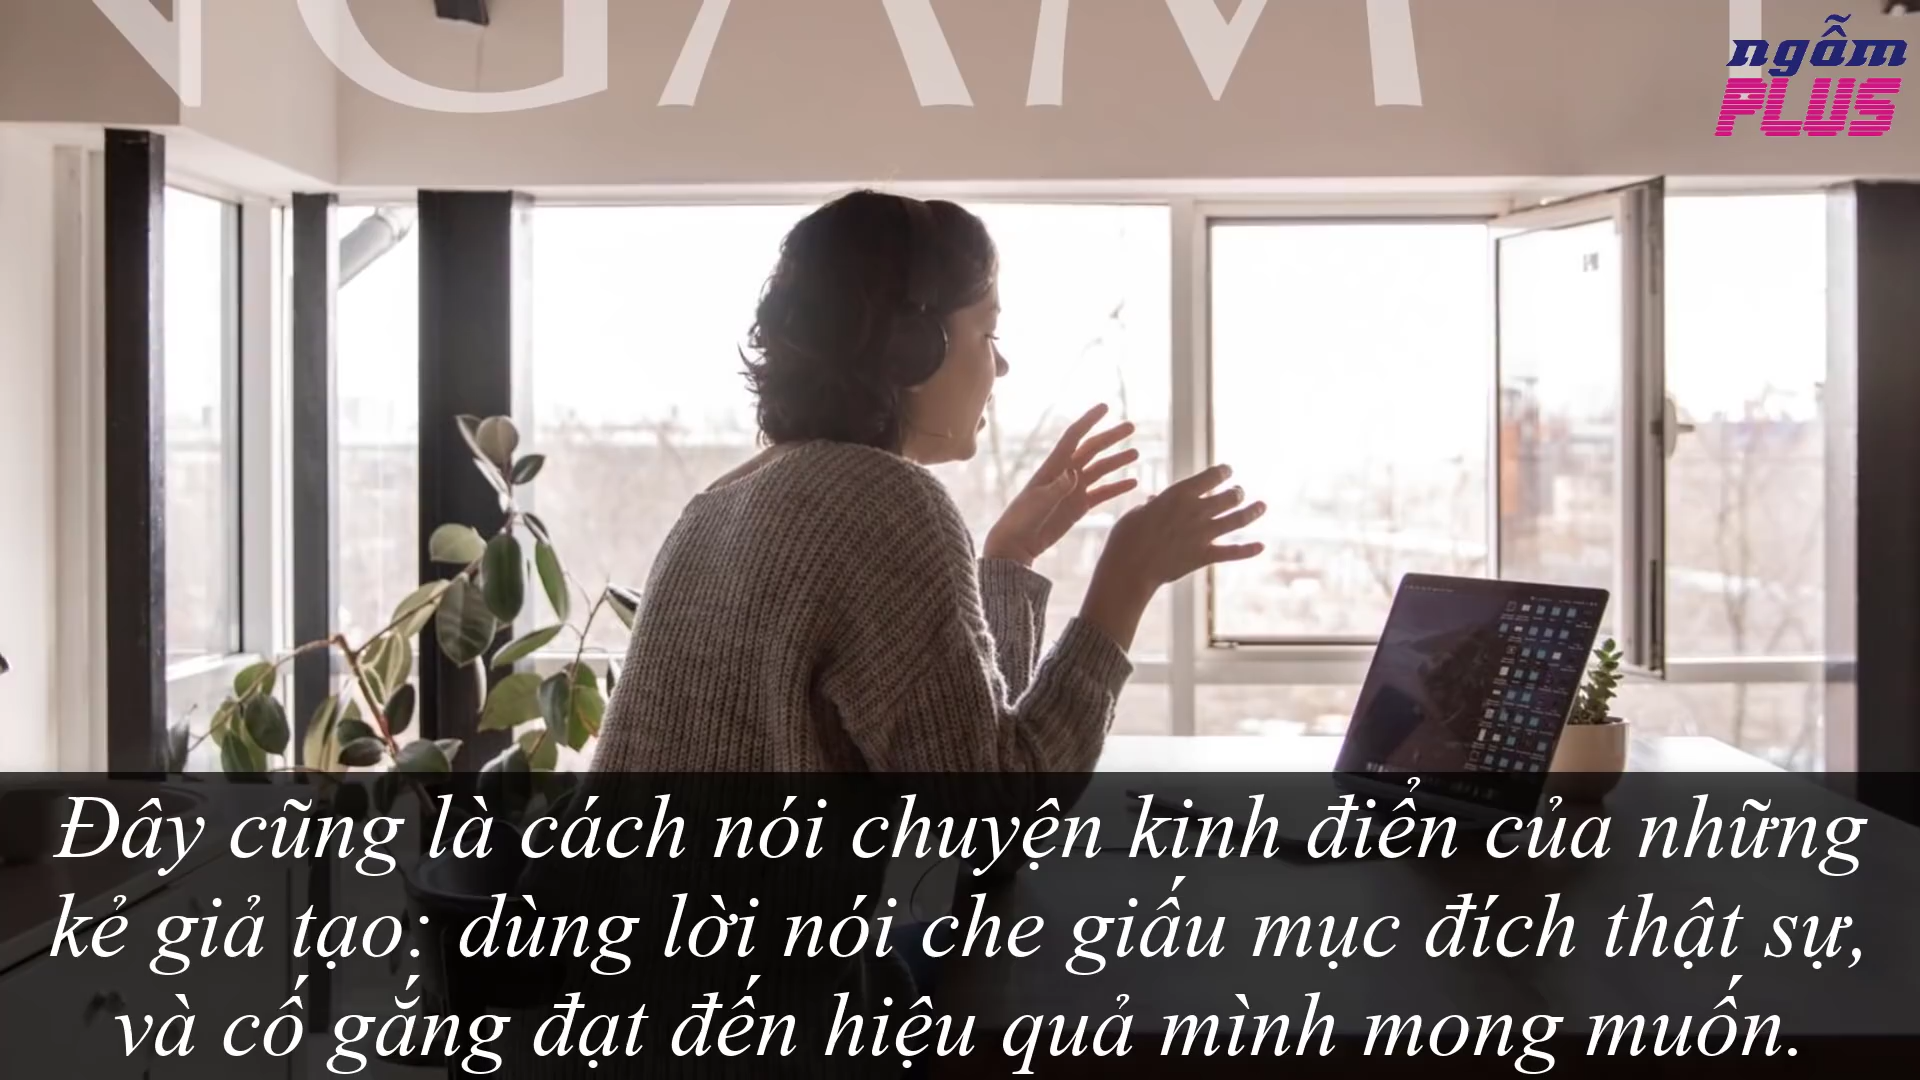 NGAM
ngẫm
PLUS
Đây cũng là cách nói chuyện kinh điển của những
kẻ giả tạo: dùng lời nói che giấu mục đích thật sự,
và cố gắng đạt đến hiệu quả mình mong muốn.